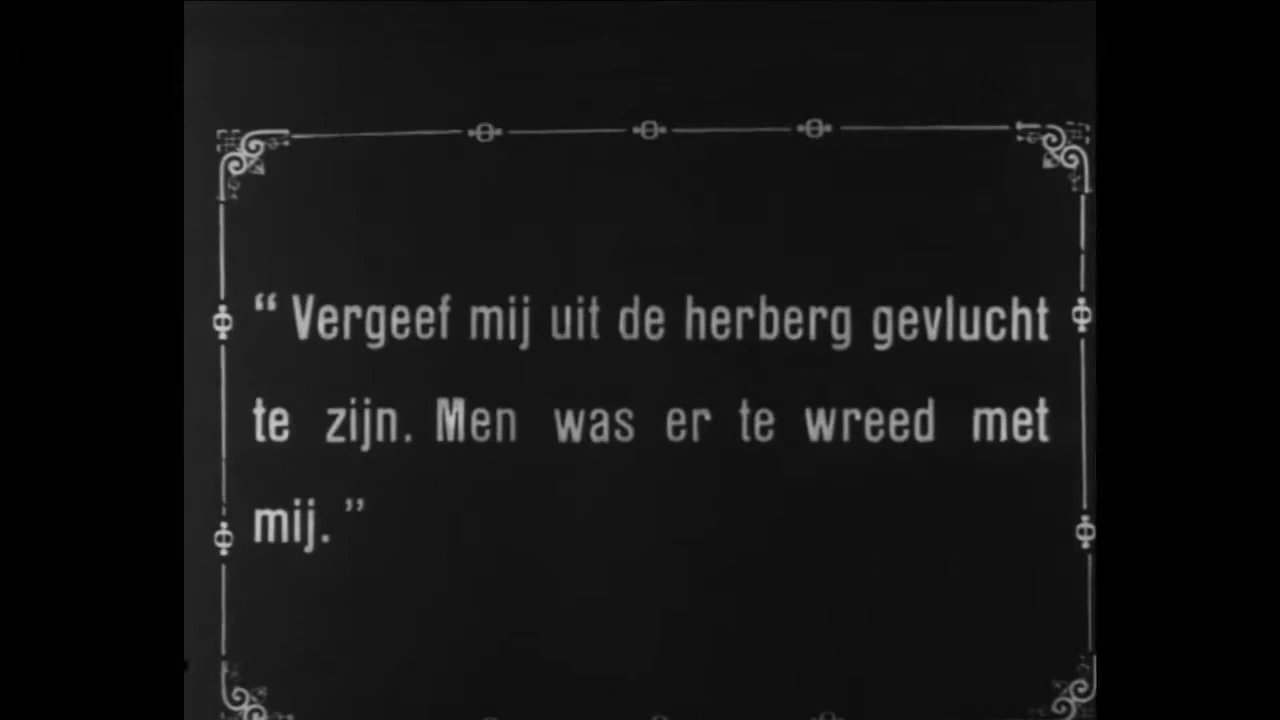 “ Vergeef mij uit de herberg gevlucht
te zijn. Men was er te wreed met
mij. ”